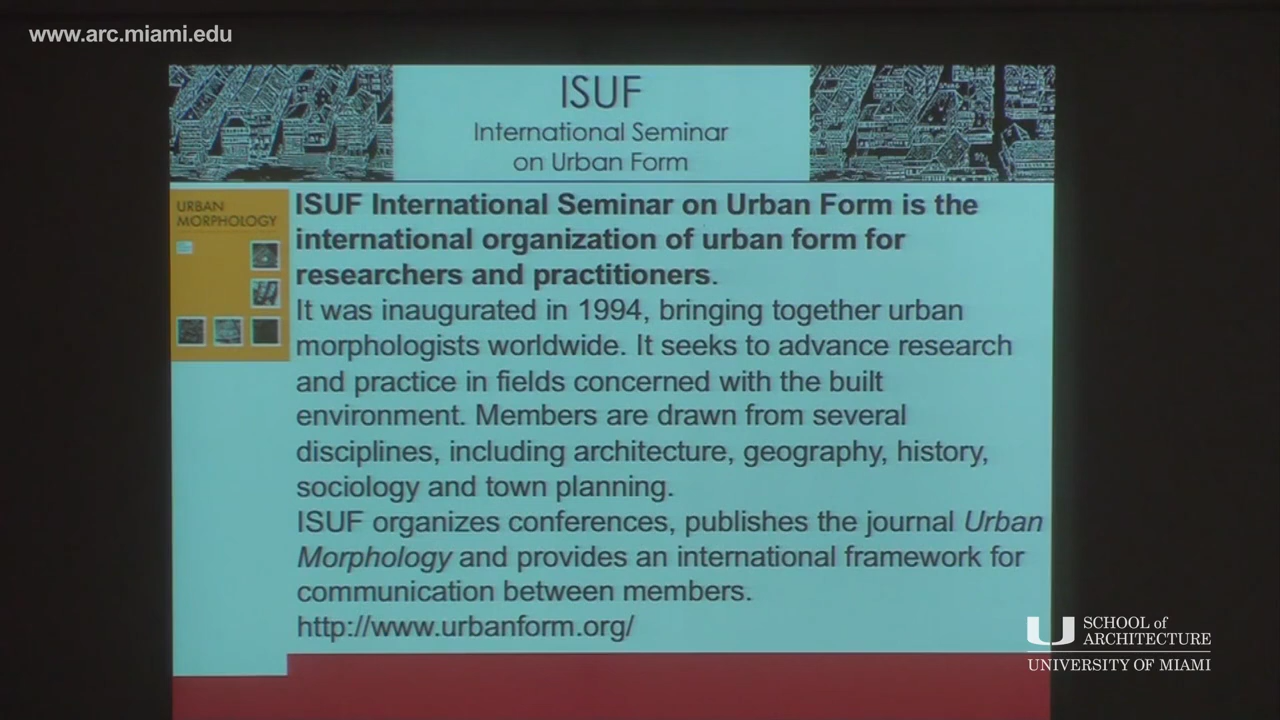 www.arc.miami.edu
ISUF
International Seminar
on Urban Form
URBAN
MORPHOLOGY
ISUF International Seminar on Urban Form is the
international organization of urban form for
researchers and practitioners.
It was inaugurated in 1994, bringing together urban
morphologists worldwide. It seeks to advance research
and practice in fields concerned with the built
environment. Members are drawn from several
disciplines, including architecture, geography, history,
sociology and town planning.
ISUF organizes conferences, publishes the journal Urban
Morphology and provides an international framework for
communication between members.
http://www.urbanform.org/
U SCHOOL of
ARCHITECTURE
UNIVERSITY OF MIAMI